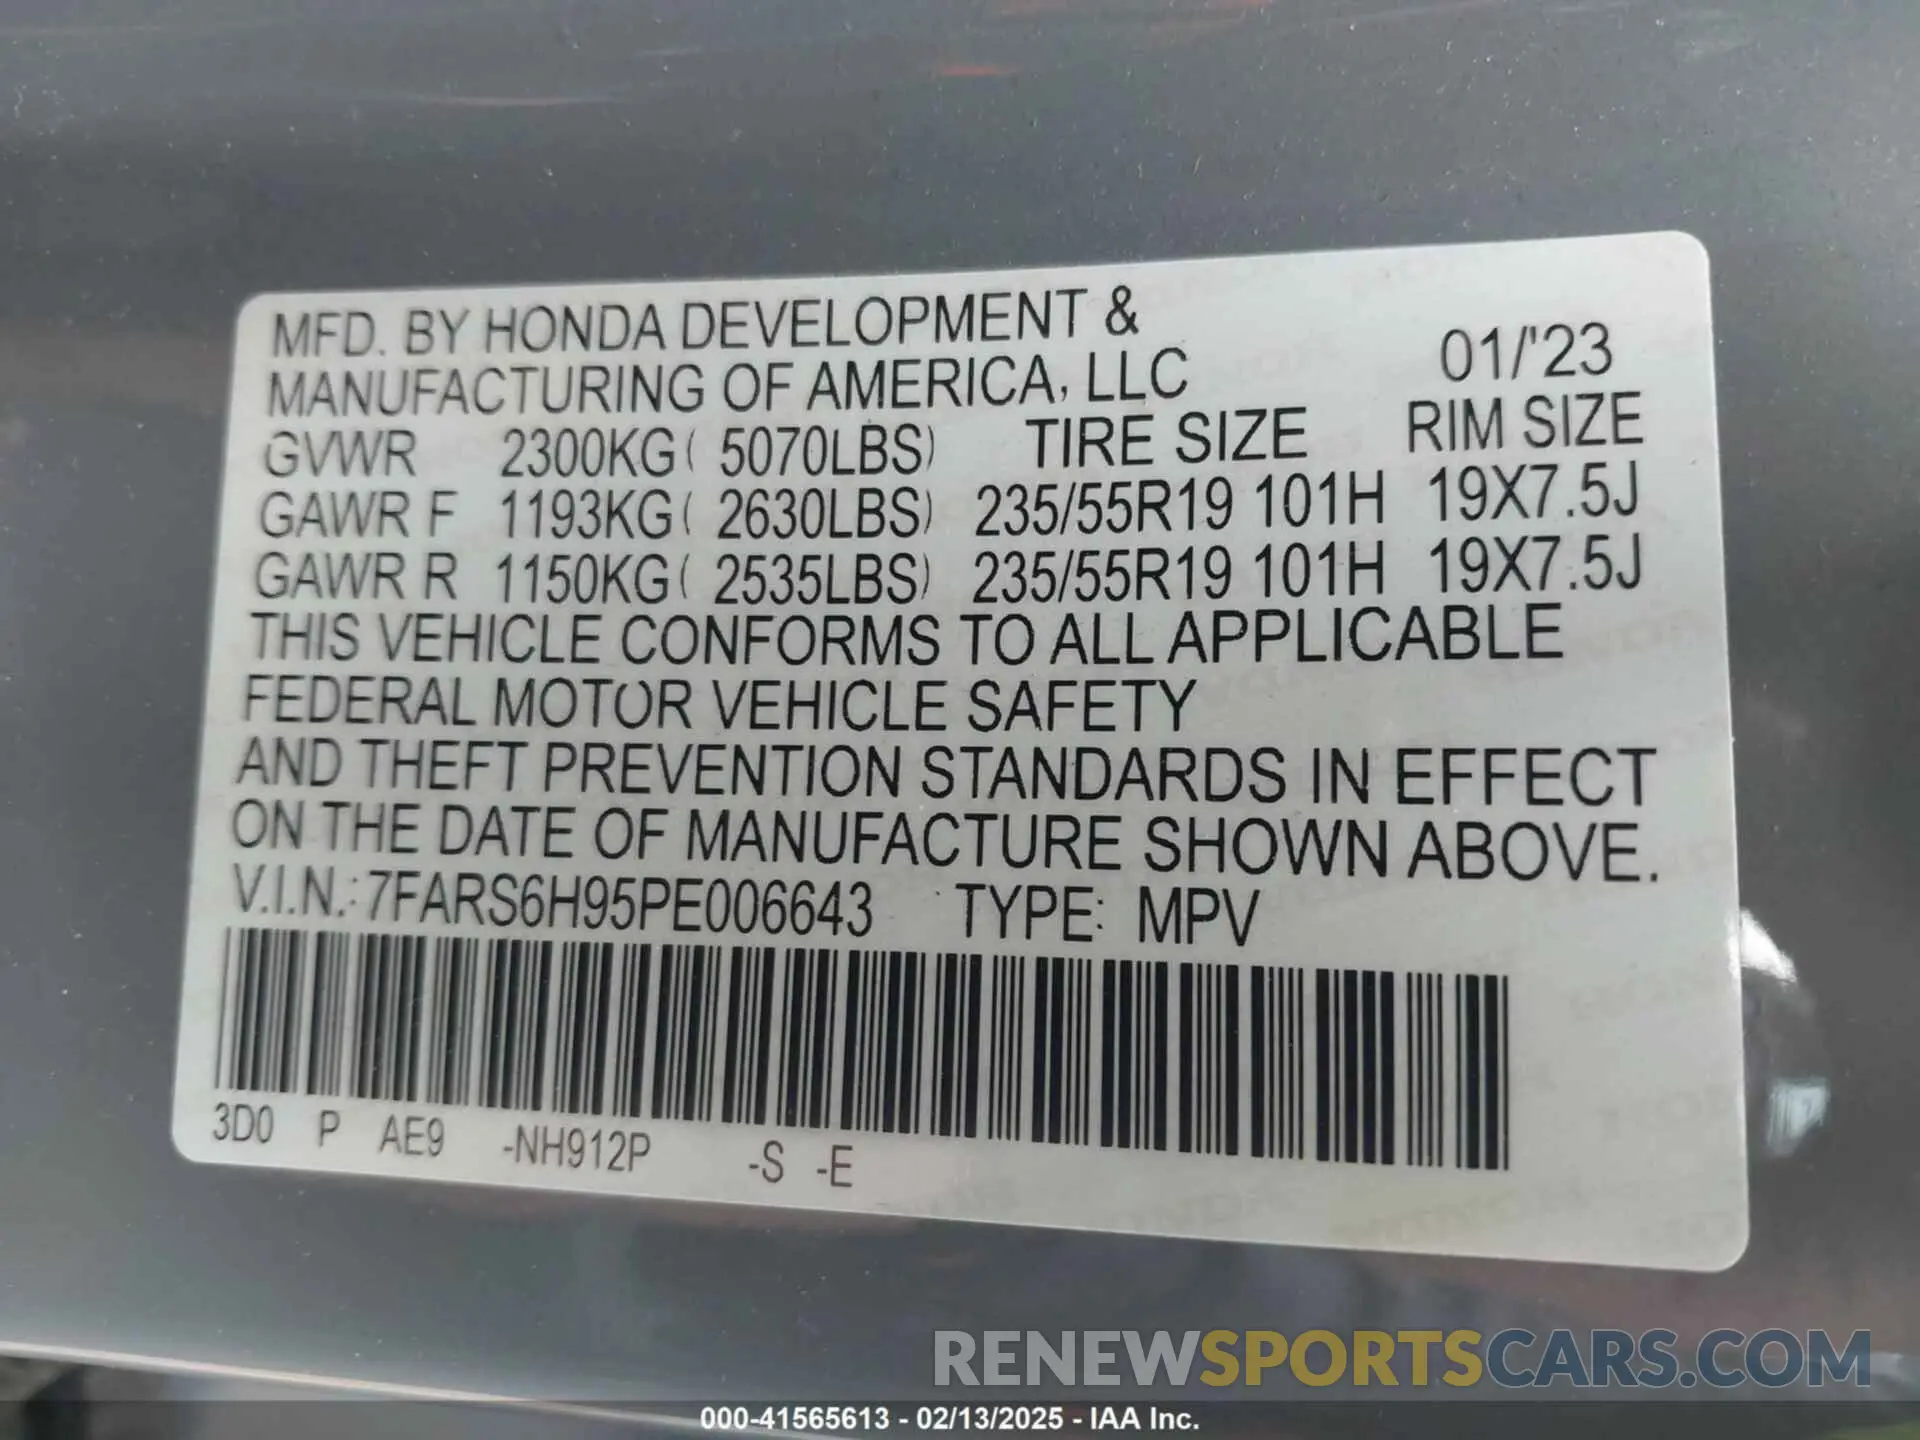 MFD. BY HONDA DEVELOPMENT &
MANUFACTURING OF AMERICA, LLC 01/'23
GVWR 2300KG( 5070LBS) TIRE SIZE RIM SIZE
GAWR F 1193KG( 2630LBS) 235/55R19 101H 19X7.5J
GAWR R 1150KG( 2535LBS) 235/55R19 101H 19X7.5J
THIS VEHICLE CONFORMS TO ALL APPLICABLE
FEDERAL MOTOR VEHICLE SAFETY
AND THEFT PREVENTION STANDARDS IN EFFECT
ON THE DATE OF MANUFACTURE SHOWN ABOVE.
V.I.N.: 7FARS6H95PE006643 TYPE: MPV
3D0 P AE9 -NH912P -S -E
RENEWSPORTSCARS.COM
000-41565613 - 02/13/2025 - IAA Inc.